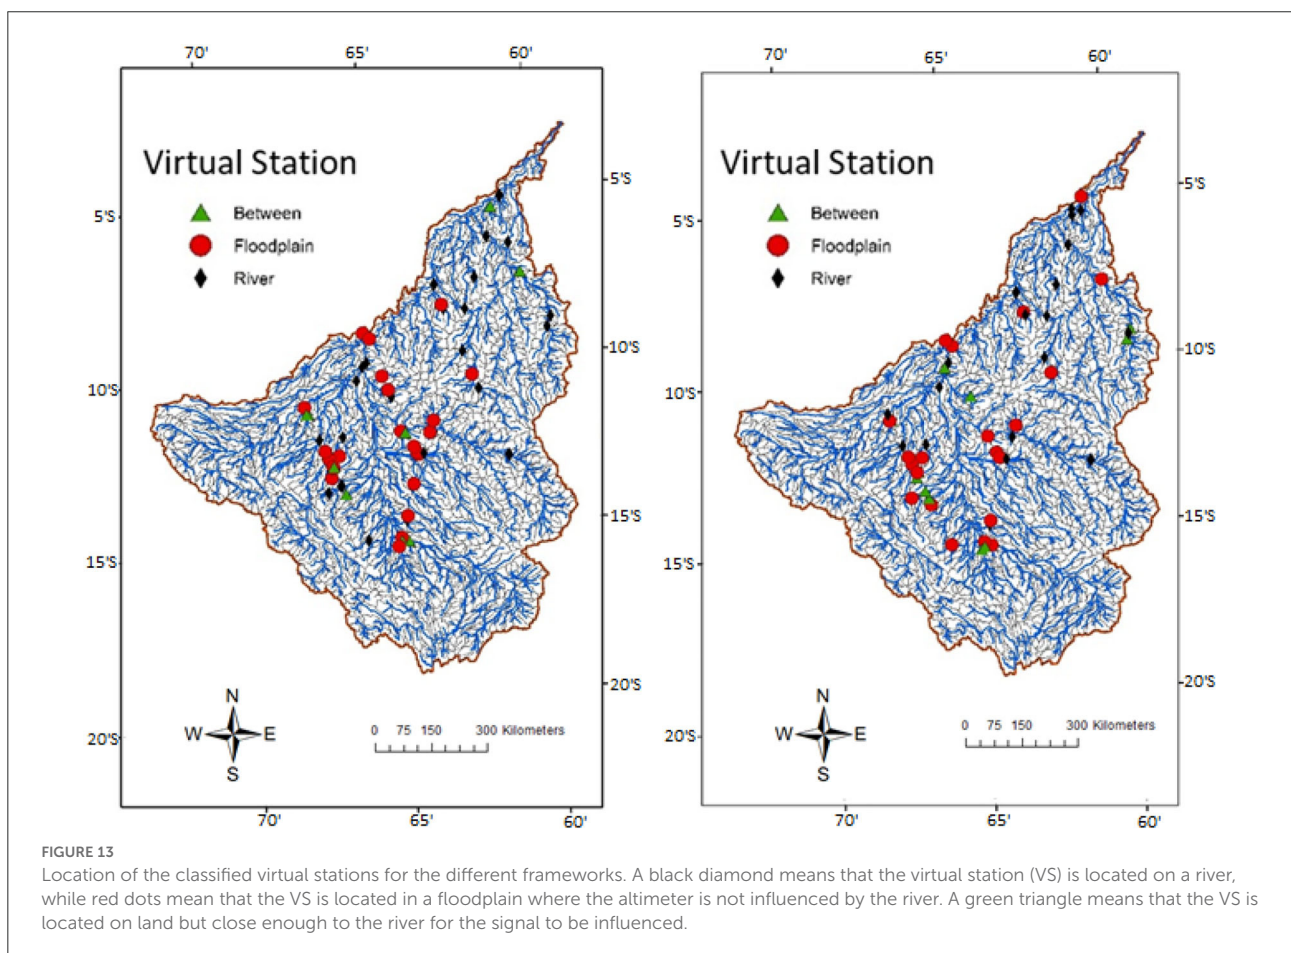 70' 65' 60'
Virtual Station
Between
Floodplain
River
5'S
10'S
15'S
20'S
5'S
10'S
15'S
20'S
N
W E
S
0 75 150 300 Kilometers
70' 65' 60'
70' 65' 60'
Virtual Station
Between
Floodplain
River
5'S
10'S
15'S
20'S
5'S
10'S
15'S
20'S
N
W E
S
0 75 150 300 Kilometers
70' 65' 60'
FIGURE 13
Location of the classified virtual stations for the different frameworks. A black diamond means that the virtual station (VS) is located on a river,
while red dots mean that the VS is located in a floodplain where the altimeter is not influenced by the river. A green triangle means that the VS is
located on land but close enough to the river for the signal to be influenced.